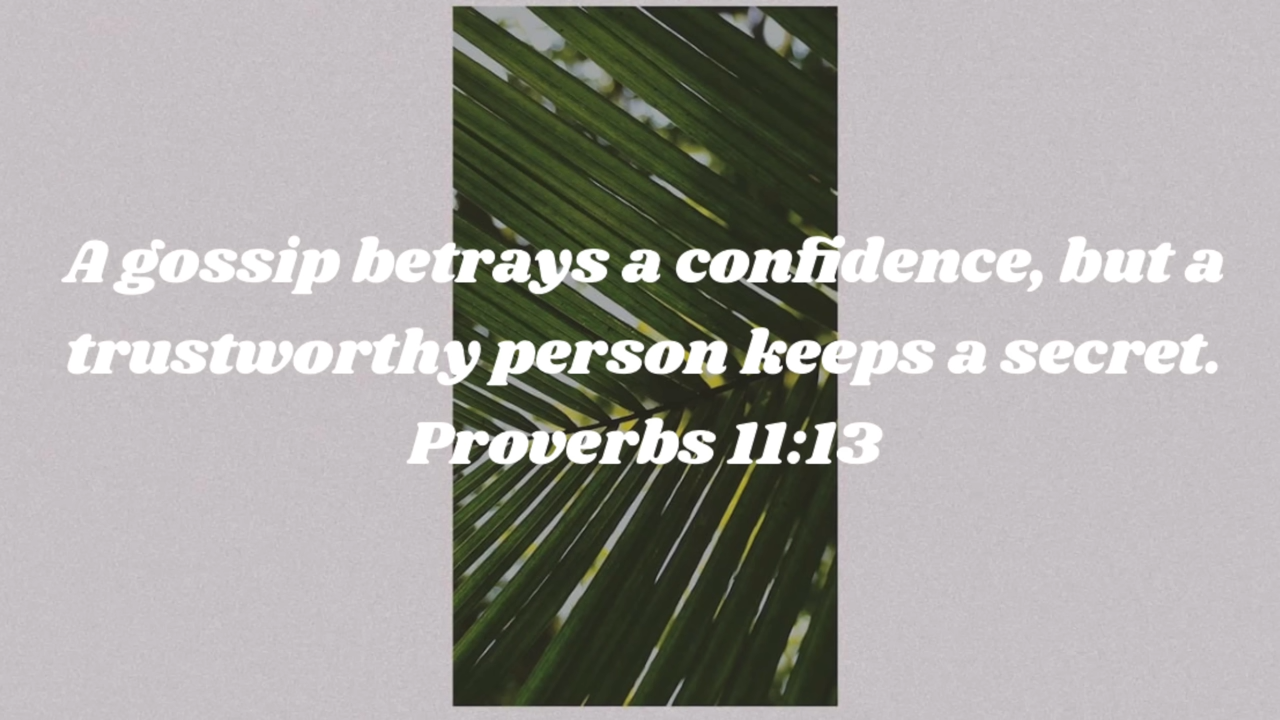 A gossip betrays a confidence, but a
trustworthy person keeps a secret.
Proverbs 11:13